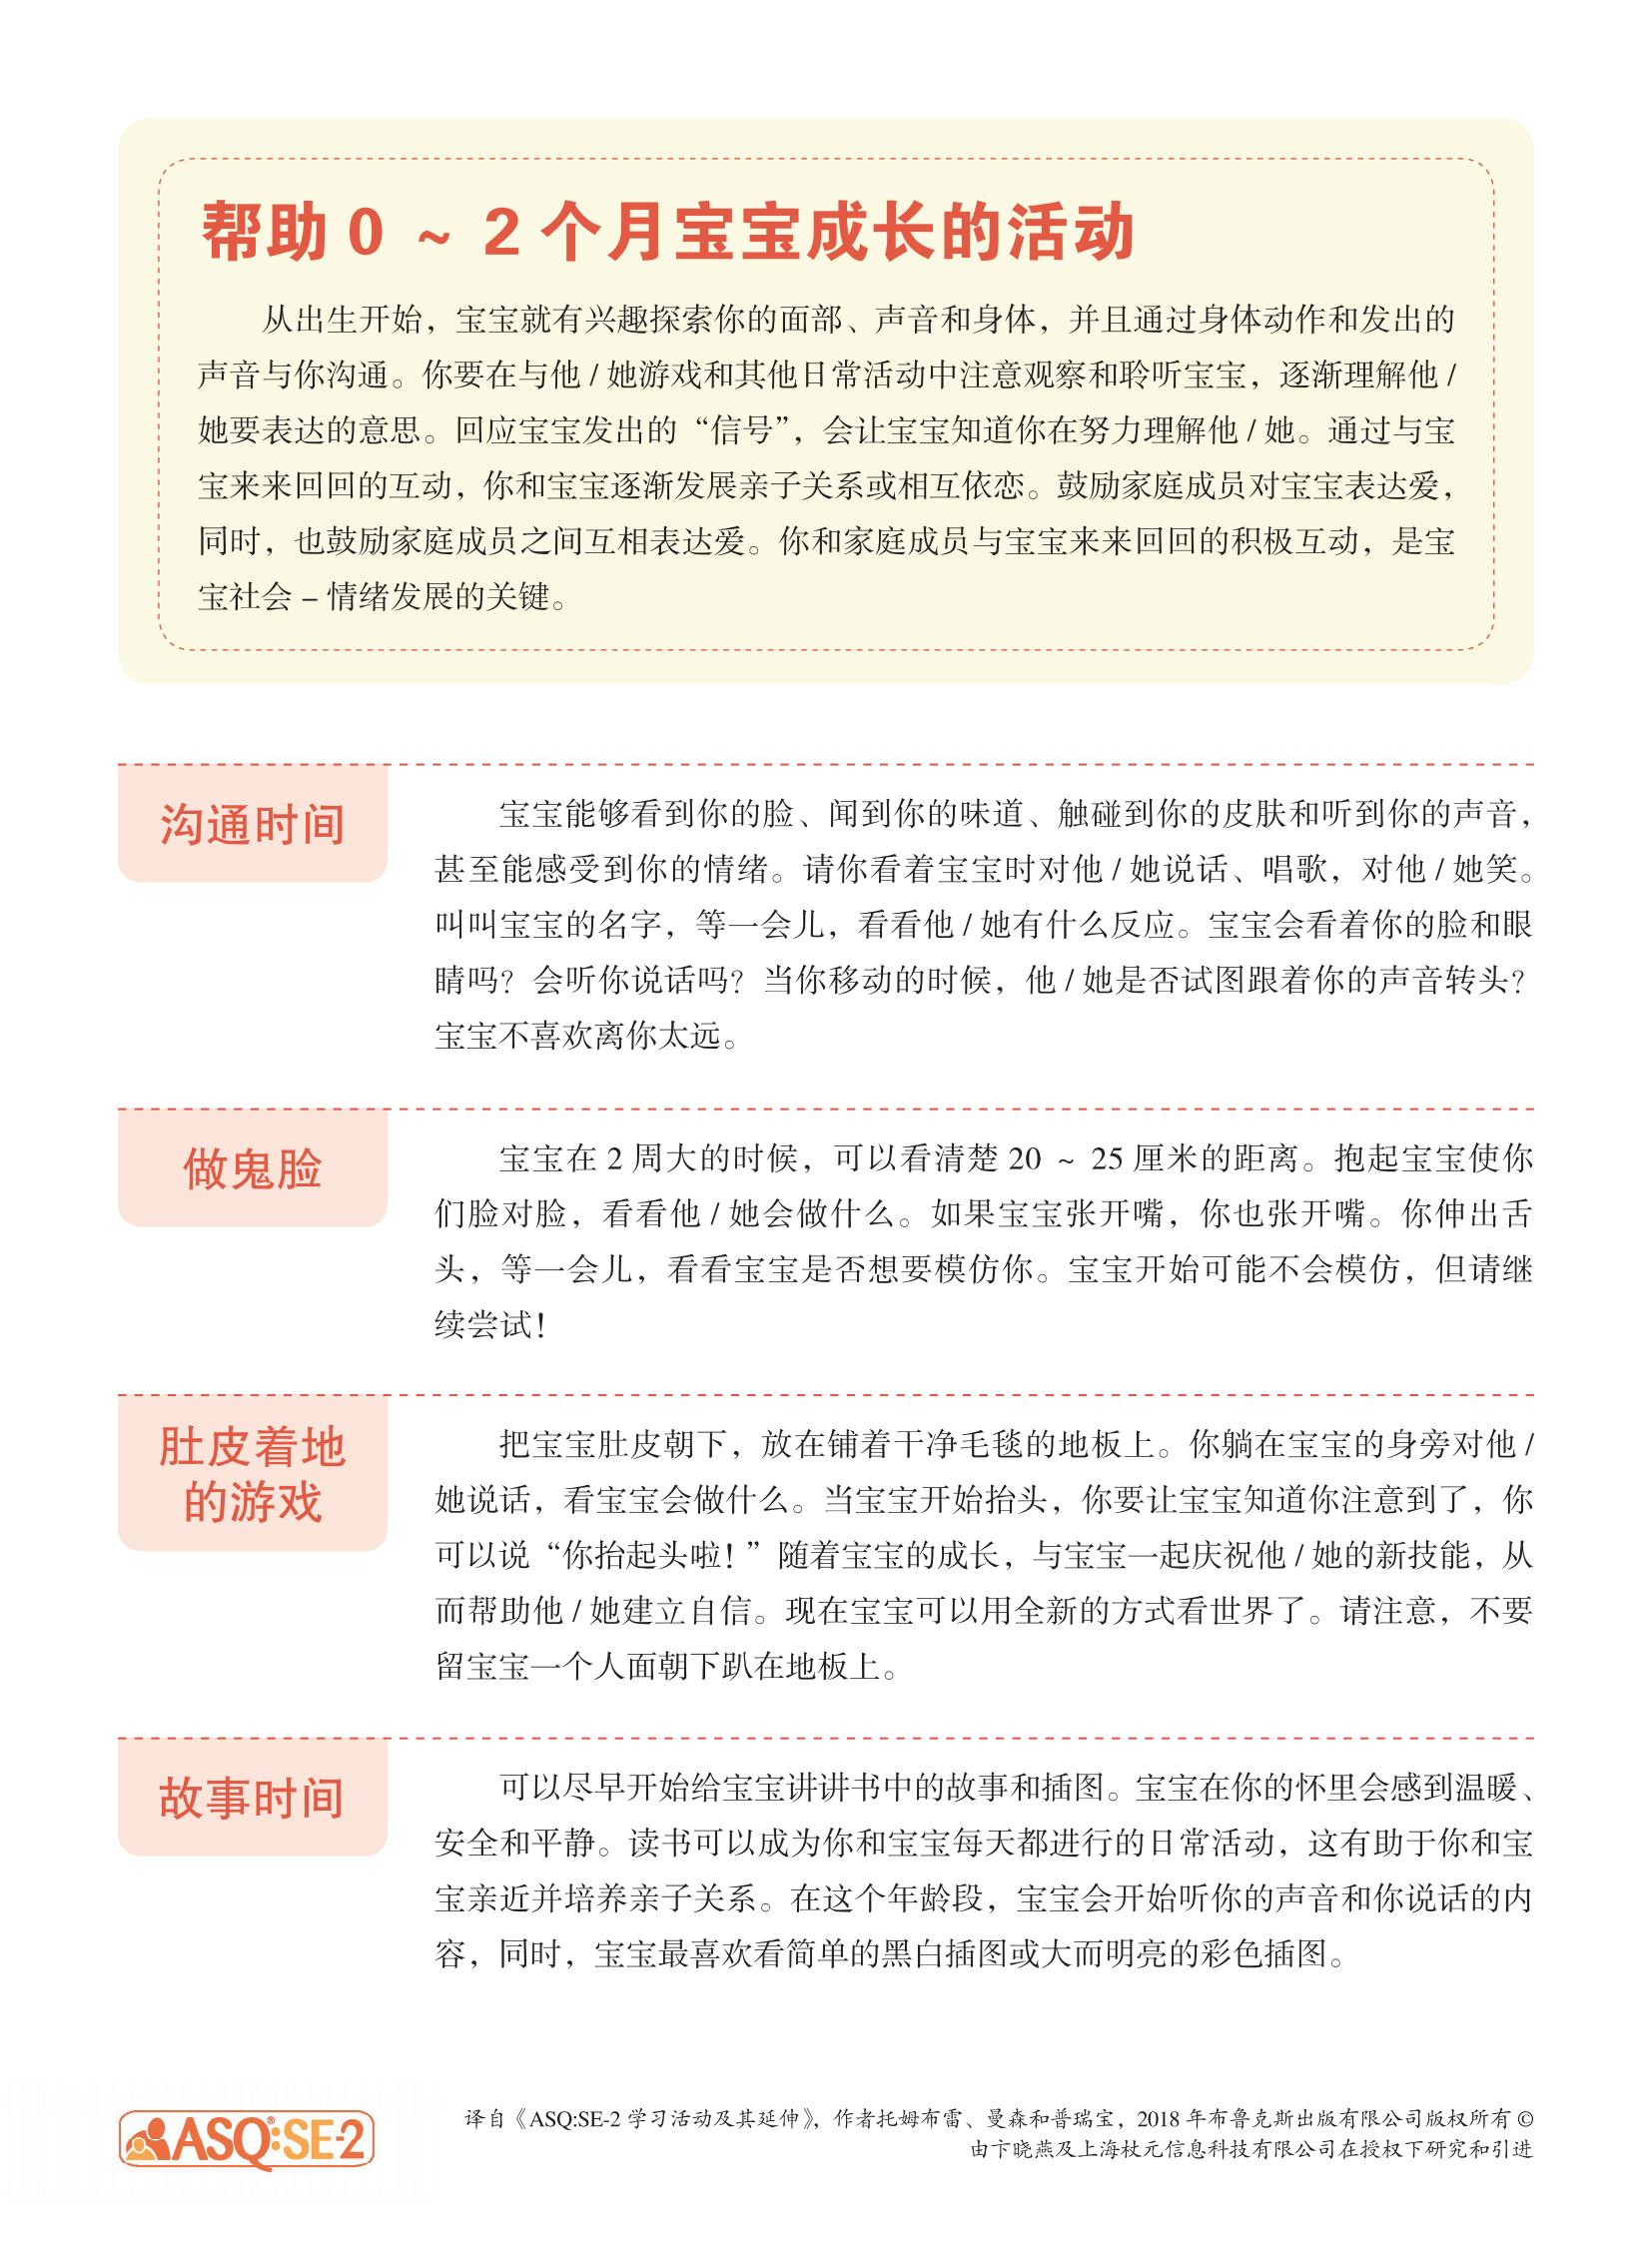 帮助 0 ~ 2 个月宝宝成长的活动
从出生开始，宝宝就有兴趣探索你的面部、声音和身体，并且通过身体动作和发出的
声音与你沟通。你要在与他 / 她游戏和其他日常活动中注意观察和聆听宝宝，逐渐理解他 /
她要表达的意思。回应宝宝发出的“信号”，会让宝宝知道你在努力理解他 / 她。通过与宝
宝来来回回的互动，你和宝宝逐渐发展亲子关系或相互依恋。鼓励家庭成员对宝宝表达爱，
同时，也鼓励家庭成员之间互相表达爱。你和家庭成员与宝宝来来回回的积极互动，是宝
宝社会 – 情绪发展的关键。
沟通时间
宝宝能够看到你的脸、闻到你的味道、触碰到你的皮肤和听到你的声音，
甚至能感受到你的情绪。请你看着宝宝时对他 / 她说话、唱歌，对他 / 她笑。
叫叫宝宝的名字，等一会儿，看看他 / 她有什么反应。宝宝会看着你的脸和眼
睛吗？会听你说话吗？当你移动的时候，他 / 她是否试图跟着你的声音转头？
宝宝不喜欢离你太远。
做鬼脸
宝宝在 2 周大的时候，可以看清楚 20 ~ 25 厘米的距离。抱起宝宝使你
们脸对脸，看看他 / 她会做什么。如果宝宝张开嘴，你也张开嘴。你伸出舌
头，等一会儿，看看宝宝是否想要模仿你。宝宝开始可能不会模仿，但请继
续尝试！
肚皮着地
的游戏
把宝宝肚皮朝下，放在铺着干净毛毯的地板上。你躺在宝宝的身旁对他 /
她说话，看宝宝会做什么。当宝宝开始抬头，你要让宝宝知道你注意到了，你
可以说“你抬起头啦！”随着宝宝的成长，与宝宝一起庆祝他 / 她的新技能，从
而帮助他 / 她建立自信。现在宝宝可以用全新的方式看世界了。请注意，不要
留宝宝一个人面朝下趴在地板上。
故事时间
可以尽早开始给宝宝讲讲书中的故事和插图。宝宝在你的怀里会感到温暖、
安全和平静。读书可以成为你和宝宝每天都进行的日常活动，这有助于你和宝
宝亲近并培养亲子关系。在这个年龄段，宝宝会开始听你的声音和你说话的内
容，同时，宝宝最喜欢看简单的黑白插图或大而明亮的彩色插图。
ASQ®:SE-2
译自《ASQ:SE-2 学习活动及其延伸》，作者托姆布雷、曼森和普瑞宝，2018 年布鲁克斯出版有限公司版权所有 ©
由卞晓燕及上海杖元信息科技有限公司在授权下研究和引进